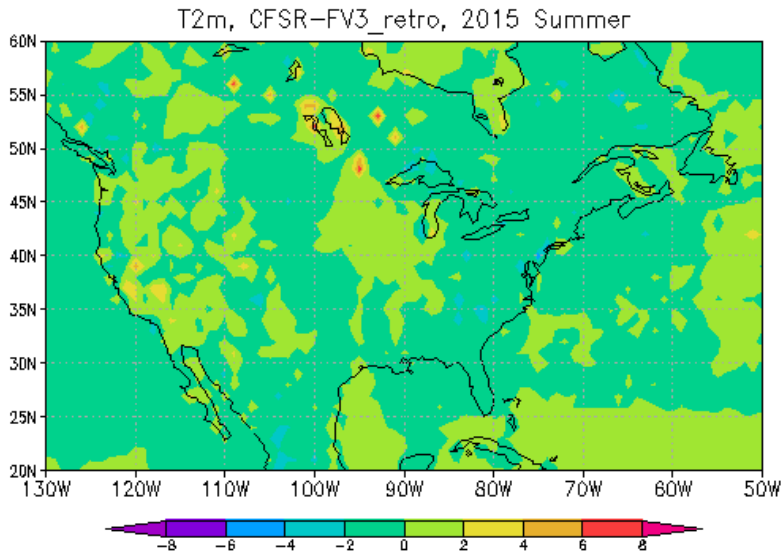 T2m, CFSR-FV3_retro, 2015 Summer
60N
55N
50N
45N
40N
35N
30N
25N
20N
130W 120W 110W 100W 90W 80W 70W 60W 50W
-8 -6 -4 -2 0 2 4 6 8